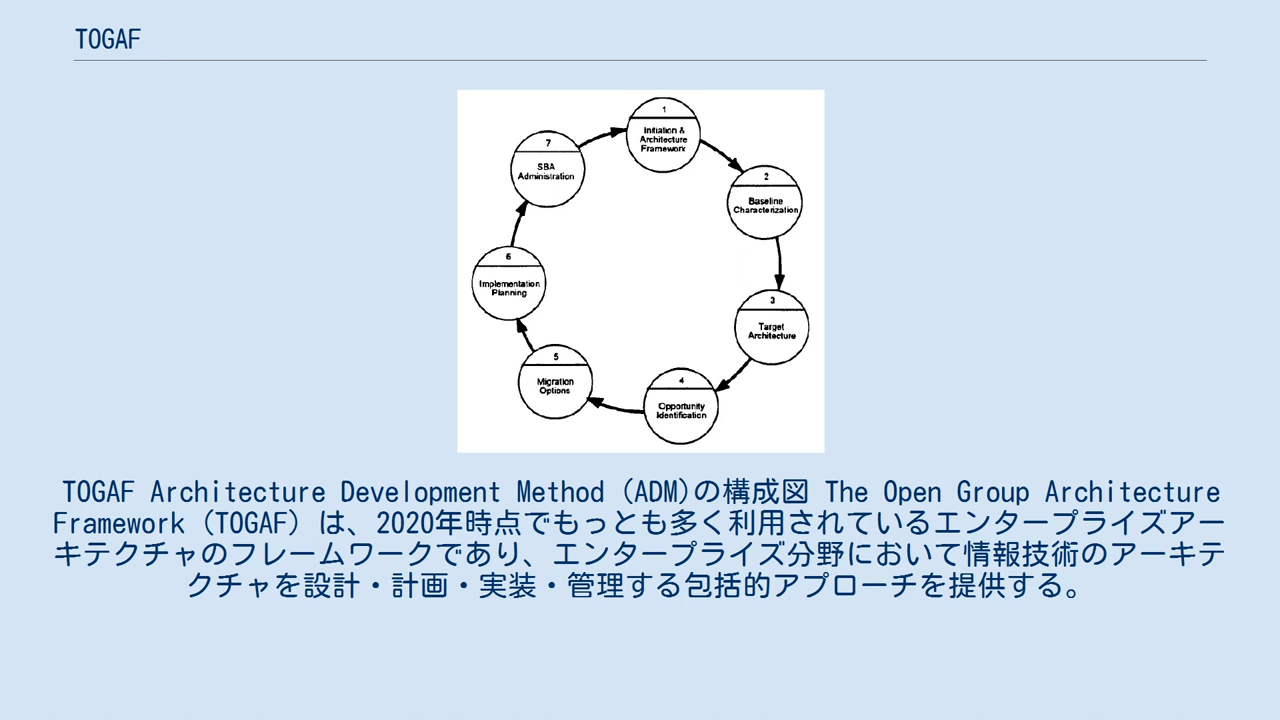 TOGAF
1
Initiation &
Architecture
Framework
2
Baseline
Characterization
3
Target
Architecture
4
Opportunity
Identification
5
Migration
Options
6
Implementation
Planning
7
SBA
Administration
TOGAF Architecture Development Method (ADM)の構成図 The Open Group Architecture
Framework (TOGAF) は、2020年時点でもっとも多く利用されているエンタープライズアー
キテクチャのフレームワークであり、エンタープライズ分野において情報技術のアーキテ
クチャを設計・計画・実装・管理する包括的アプローチを提供する。